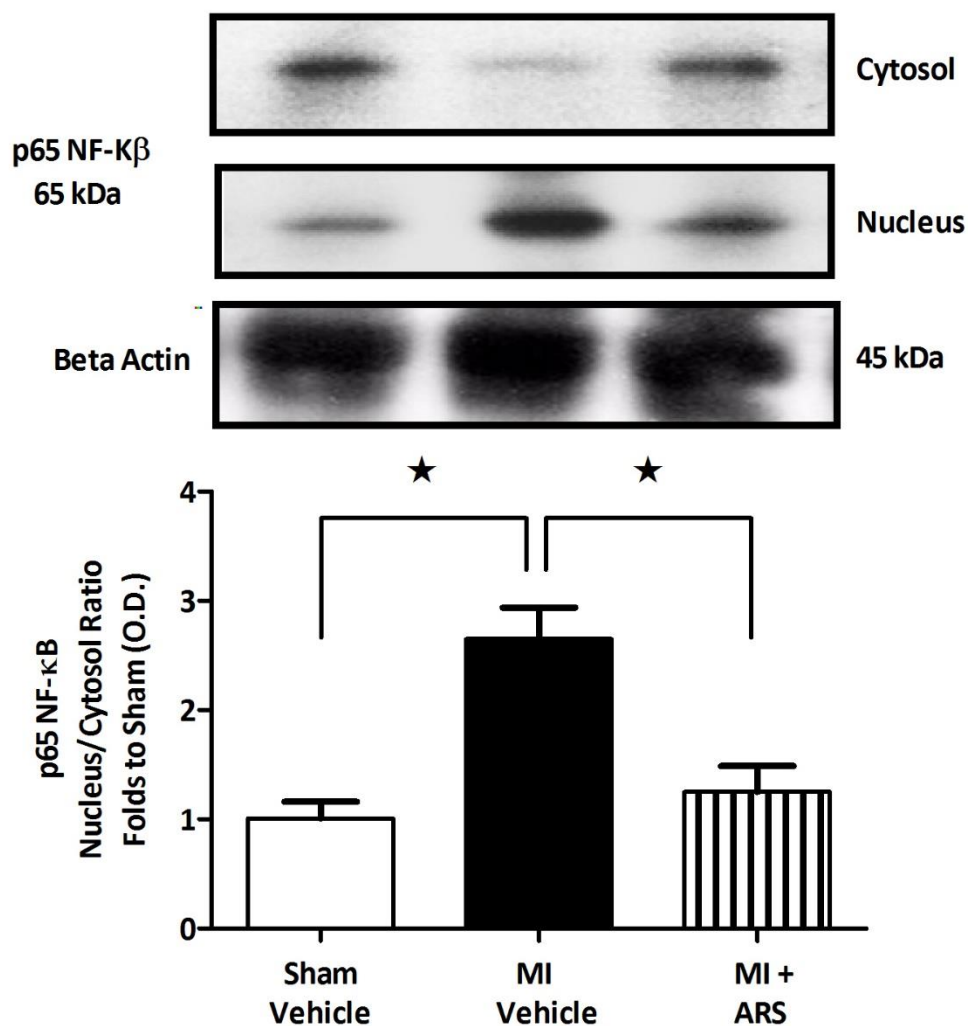 Cytosol
p65 NF-Kβ
65 kDa
Nucleus
Beta Actin
45 kDa
★ ★
4
3
2
1
0
p65 NF-κB
Nucleus/Cytosol Ratio
Folds to Sham (O.D.)
Sham
Vehicle
MI
Vehicle
MI +
ARS